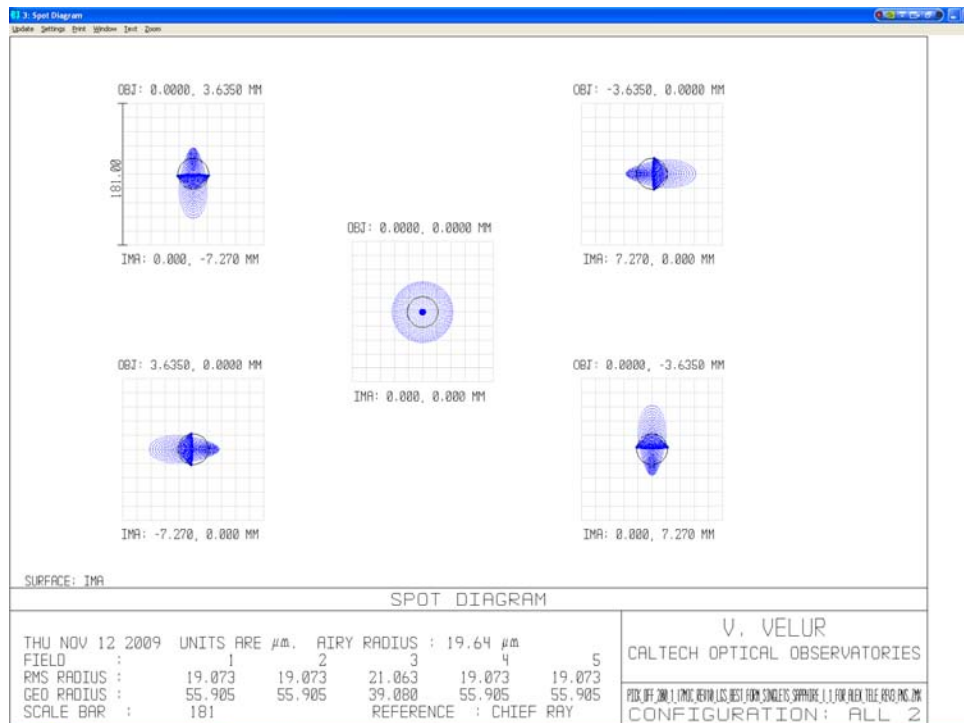 3: Spot Diagram
Update Settings Print Window Text Zoom
OBJ: 0.0000, 3.6350 MM
OBJ: -3.6350, 0.0000 MM
181.00
IMA: 0.000, -7.270 MM
IMA: 7.270, 0.000 MM
OBJ: 0.0000, 0.0000 MM
IMA: 0.000, 0.000 MM
OBJ: 3.6350, 0.0000 MM
OBJ: 0.0000, -3.6350 MM
IMA: -7.270, 0.000 MM
IMA: 0.000, 7.270 MM
SURFACE: IMA
SPOT DIAGRAM
THU NOV 12 2009 UNITS ARE µm. AIRY RADIUS : 19.64 µm
FIELD : 1 2 3 4 5
RMS RADIUS : 19.073 19.073 21.063 19.073 19.073
GEO RADIUS : 55.905 55.905 39.080 55.905 55.905
SCALE BAR : 181 REFERENCE : CHIEF RAY
V. VELUR
CALTECH OPTICAL OBSERVATORIES
BEST_FORM_SINGLETS_SAPPHIRE_1_1_FOR_ALEX_TELE
CONFIGURATION: ALL 2